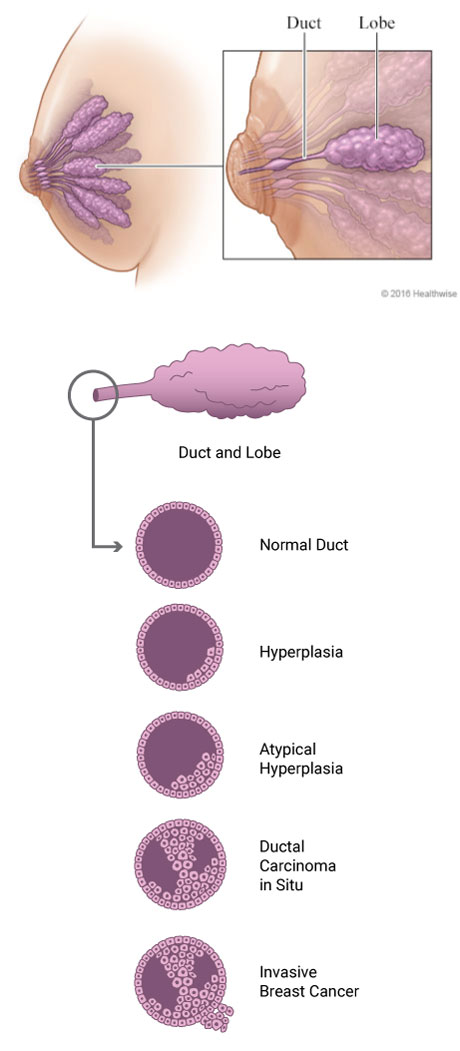 Duct Lobe
© 2016 Healthwise
Duct and Lobe
Normal Duct
Hyperplasia
Atypical
Hyperplasia
Ductal
Carcinoma
in Situ
Invasive
Breast Cancer